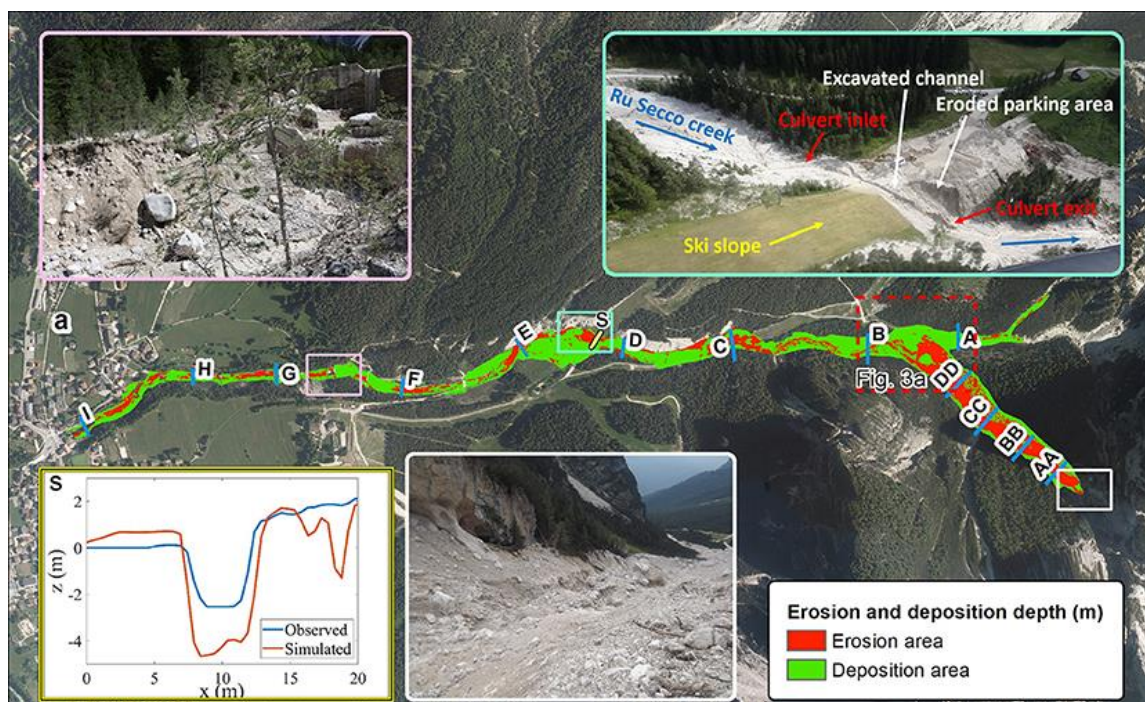 Excavated channel
Eroded parking area
Ru Secco creek
Culvert inlet
Culvert exit
Ski slope
a
I
H
G
F
E
S
D
C
B
A
Fig. 3a
DD
CC
BB
AA
S
z (m)
2
0
-2
-4
0
5
10
15
20
x (m)
Observed
Simulated
Erosion and deposition depth (m)
Erosion area
Deposition area